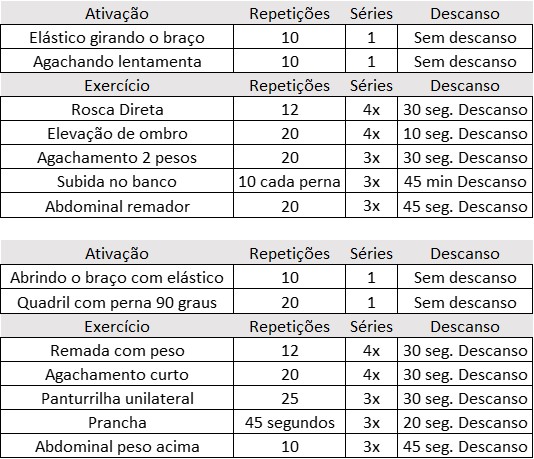 Ativação Repetições Séries Descanso
Elástico girando o braço 10 1 Sem descanso
Agachando lentamenta 10 1 Sem descanso
Exercício Repetições Séries Descanso
Rosca Direta 12 4x 30 seg. Descanso
Elevação de ombro 20 4x 10 seg. Descanso
Agachamento 2 pesos 20 3x 30 seg. Descanso
Subida no banco 10 cada perna 3x 45 min Descanso
Abdominal remador 20 3x 45 seg. Descanso
Ativação Repetições Séries Descanso
Abrindo o braço com elástico 10 1 Sem descanso
Quadril com perna 90 graus 20 1 Sem descanso
Exercício Repetições Séries Descanso
Remada com peso 12 4x 30 seg. Descanso
Agachamento curto 20 4x 30 seg. Descanso
Panturrilha unilateral 25 3x 30 seg. Descanso
Prancha 45 segundos 3x 20 seg. Descanso
Abdominal peso acima 10 3x 45 seg. Descanso